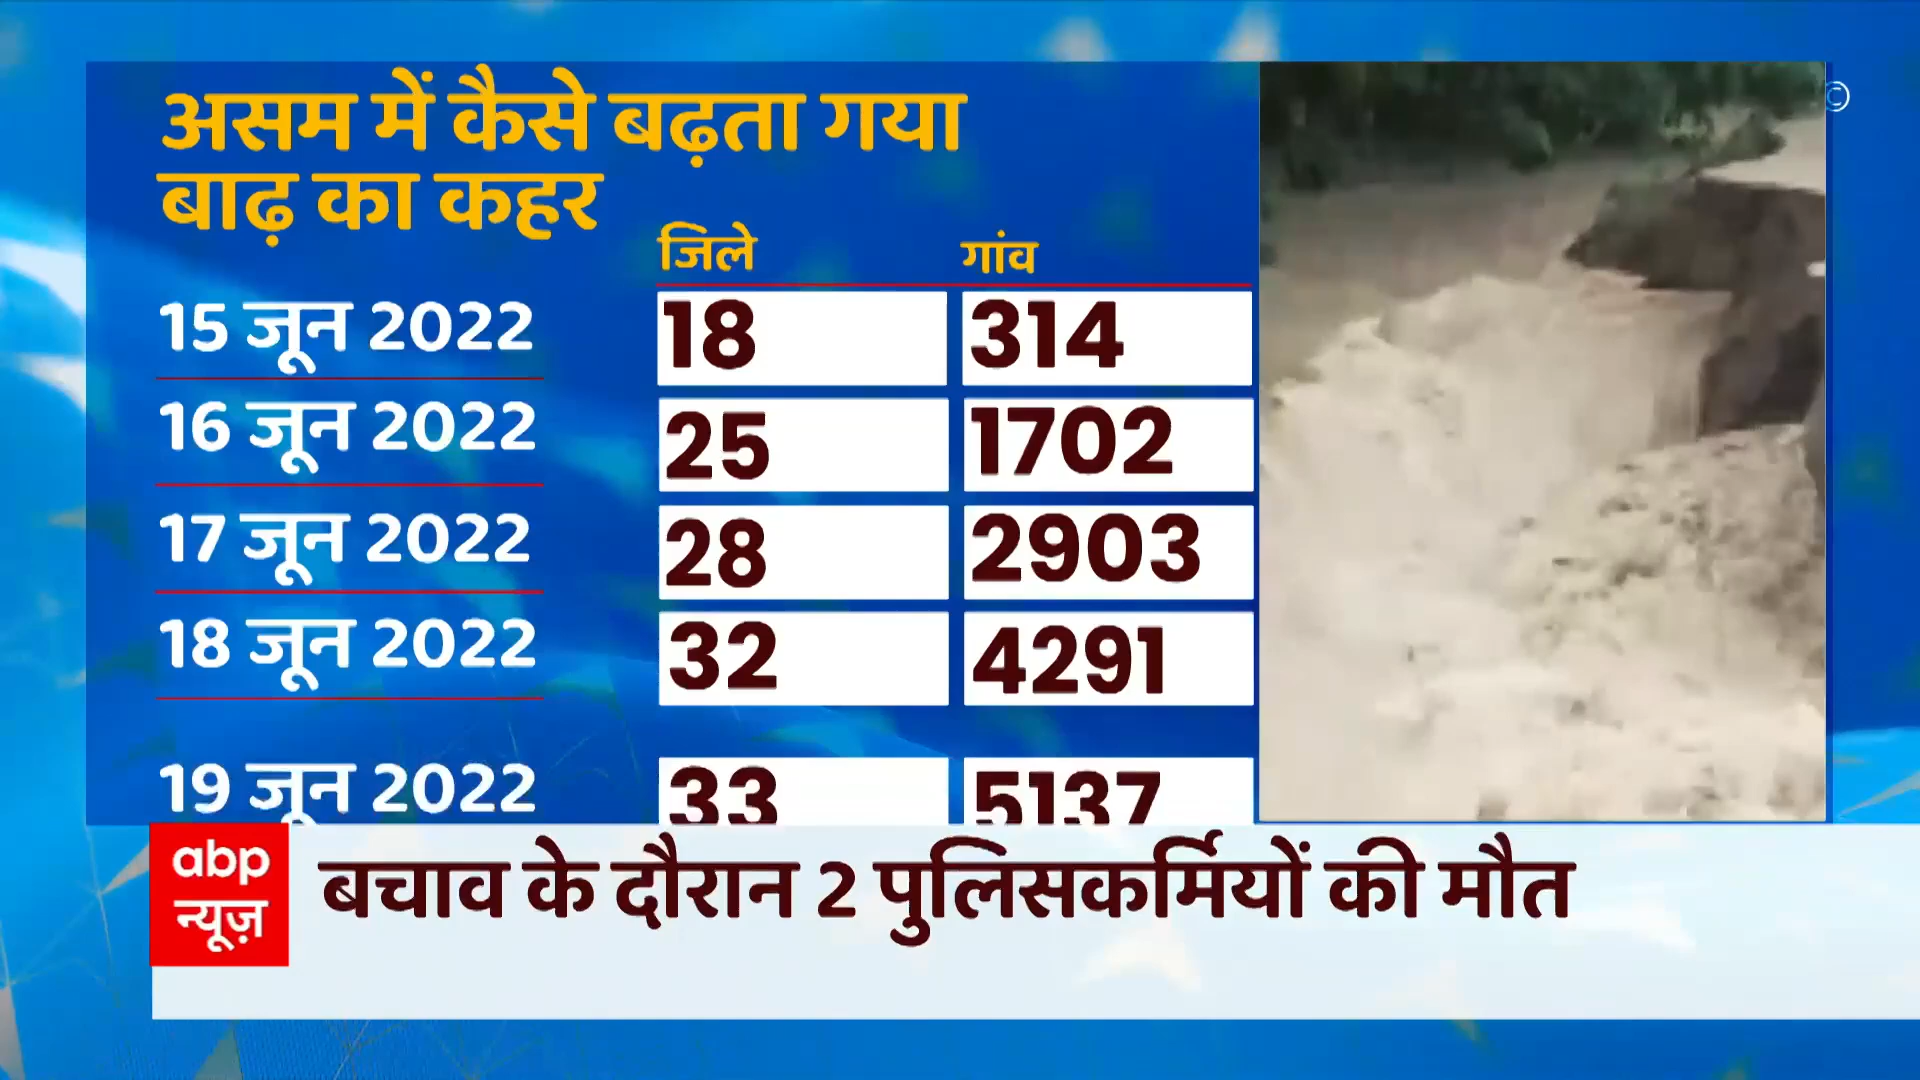 असम में कैसे बढ़ता गया
बाढ़ का कहर
जिले गांव
15 जून 2022 18 314
16 जून 2022 25 1702
17 जून 2022 28 2903
18 जून 2022 32 4291
19 जून 2022 33 5137
abp
न्यूज़
बचाव के दौरान 2 पुलिसकर्मियों की मौत
©